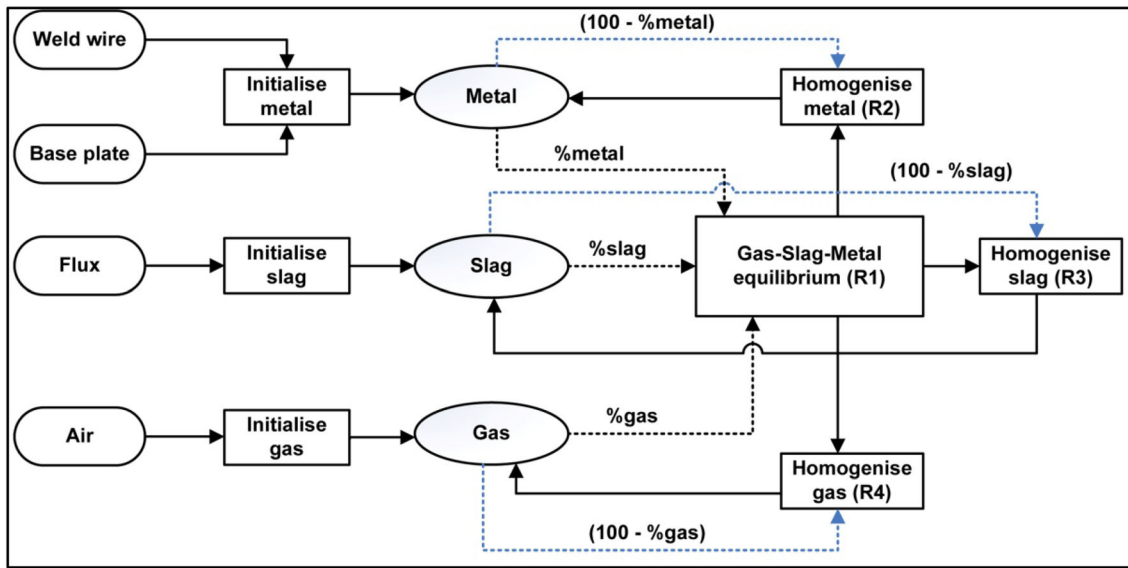 Weld wire
(100 - %metal)
Initialise
metal
Metal
Homogenise
metal (R2)
Base plate
%metal
(100 - %slag)
Flux
Initialise
slag
Slag
%slag
Gas-Slag-Metal
equilibrium (R1)
Homogenise
slag (R3)
Air
Initialise
gas
Gas
%gas
Homogenise
gas (R4)
(100 - %gas)